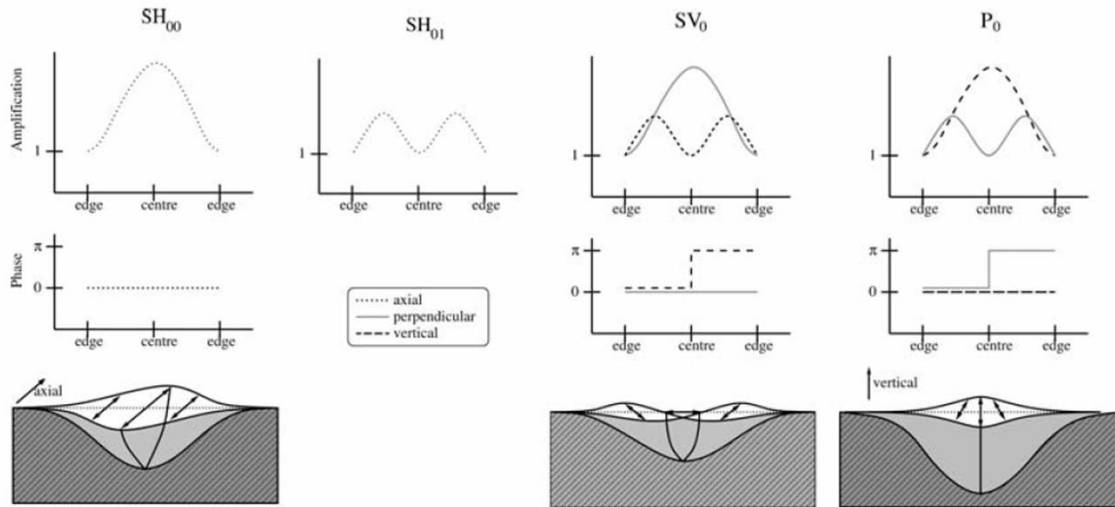 SH00
SH01
SV0
P0
Amplification
1
edge centre edge
1
edge centre edge
1
edge centre edge
1
edge centre edge
Phase
π
0
edge centre edge
axial
perpendicular
vertical
π
0
edge centre edge
π
0
edge centre edge
axial
vertical